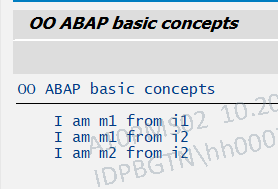 OO ABAP basic concepts
OO ABAP basic concepts
I am m1 from i1
I am m1 from i2
I am m2 from i2